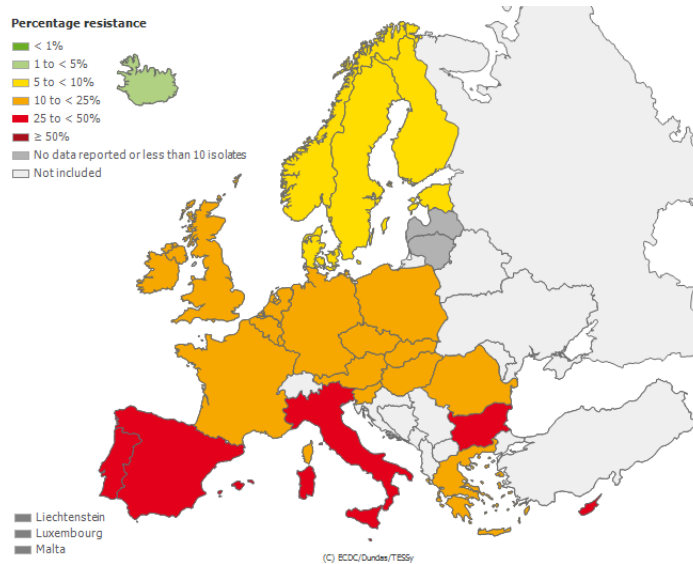 Percentage resistance
< 1%
1 to < 5%
5 to < 10%
10 to < 25%
25 to < 50%
≥ 50%
No data reported or less than 10 isolates
Not included
Liechtenstein
Luxembourg
Malta
(C) ECDC/Dundas/TESSy